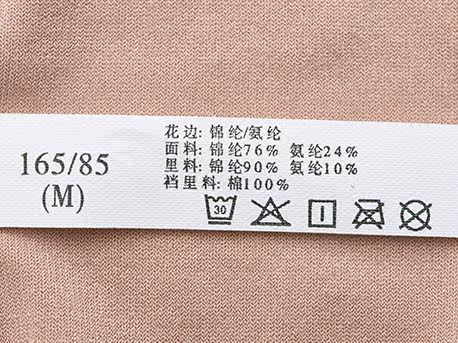 165/85
(M)
花边: 锦纶/氨纶
面料: 锦纶76% 氨纶24%
里料: 锦纶90% 氨纶10%
裆里料: 棉100%
30